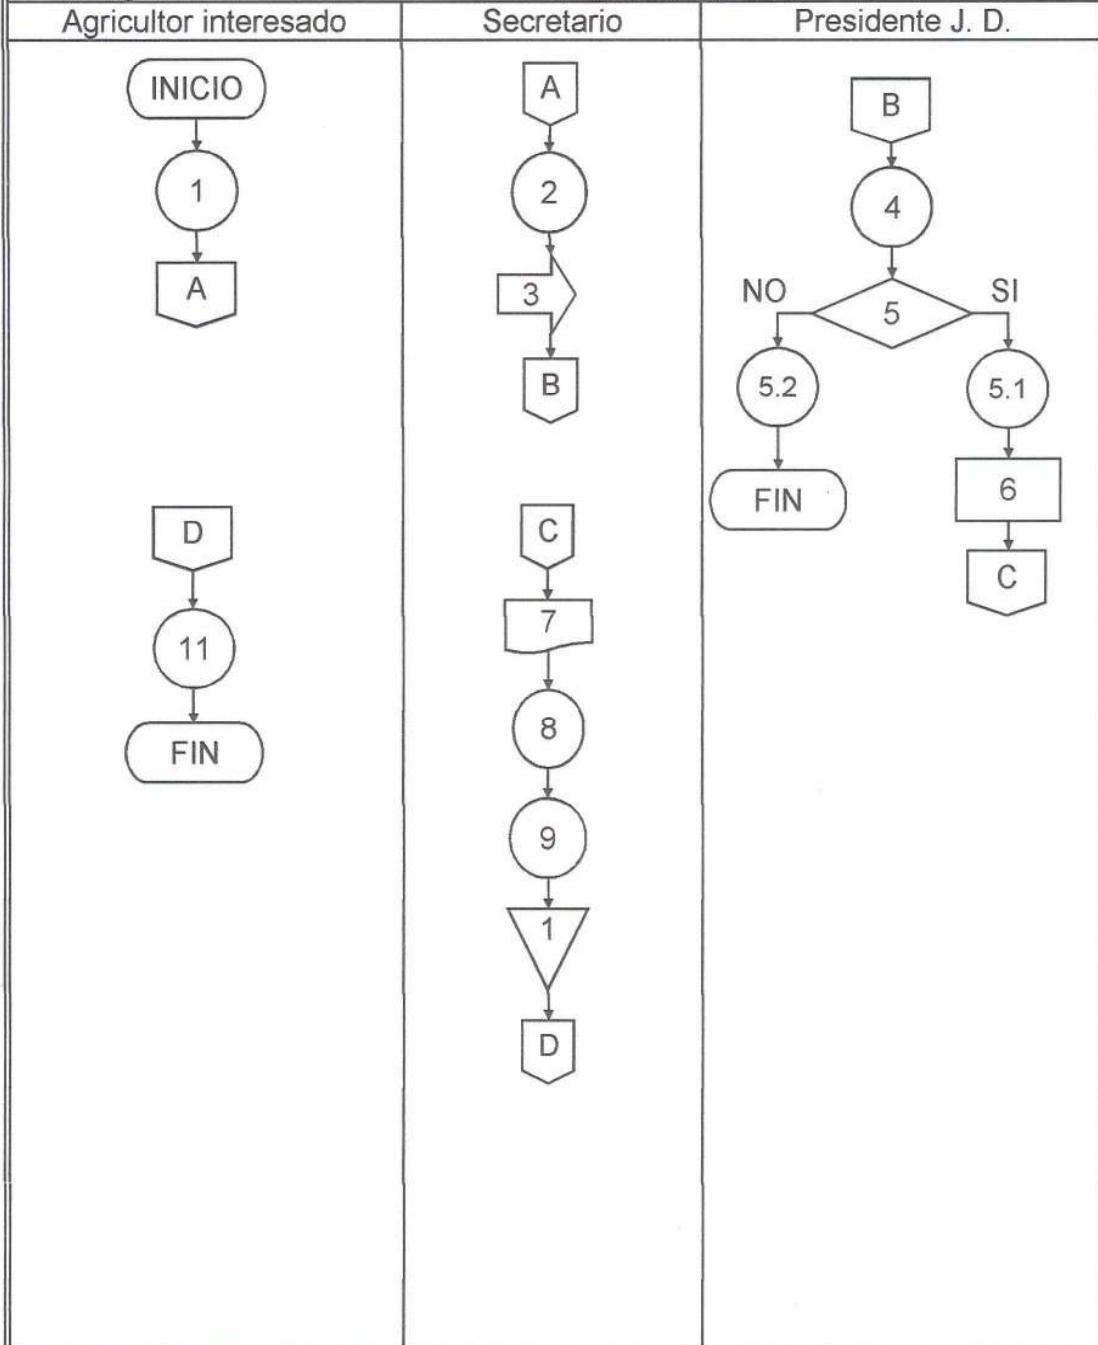 Agricultor interesado
Secretario
Presidente J. D.
INICIO
1
A
D
11
FIN
A
2
3
B
C
7
8
9
1
D
B
4
5
NO
SI
5.2
5.1
FIN
6
C